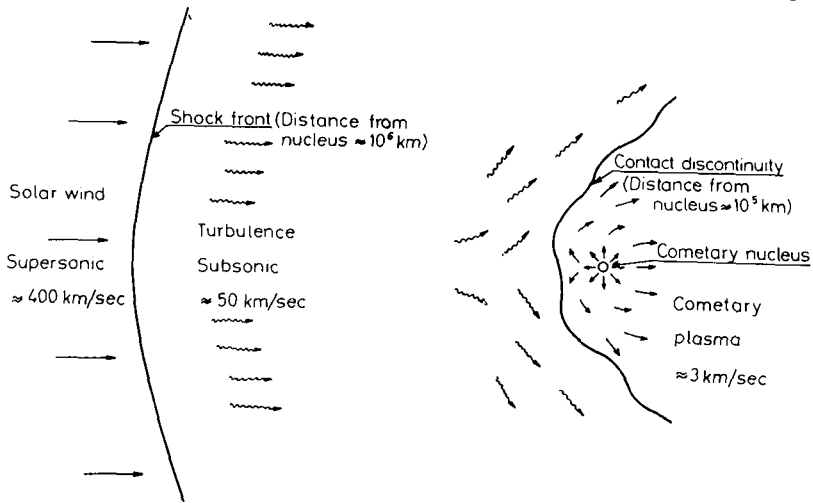 Shock front (Distance from
nucleus ≈ 10⁶ km)
Solar wind
Supersonic
≈ 400 km/sec
Turbulence
Subsonic
≈ 50 km/sec
Contact discontinuity
(Distance from
nucleus ≈ 10⁵ km)
Cometary nucleus
Cometary
plasma
≈ 3 km/sec